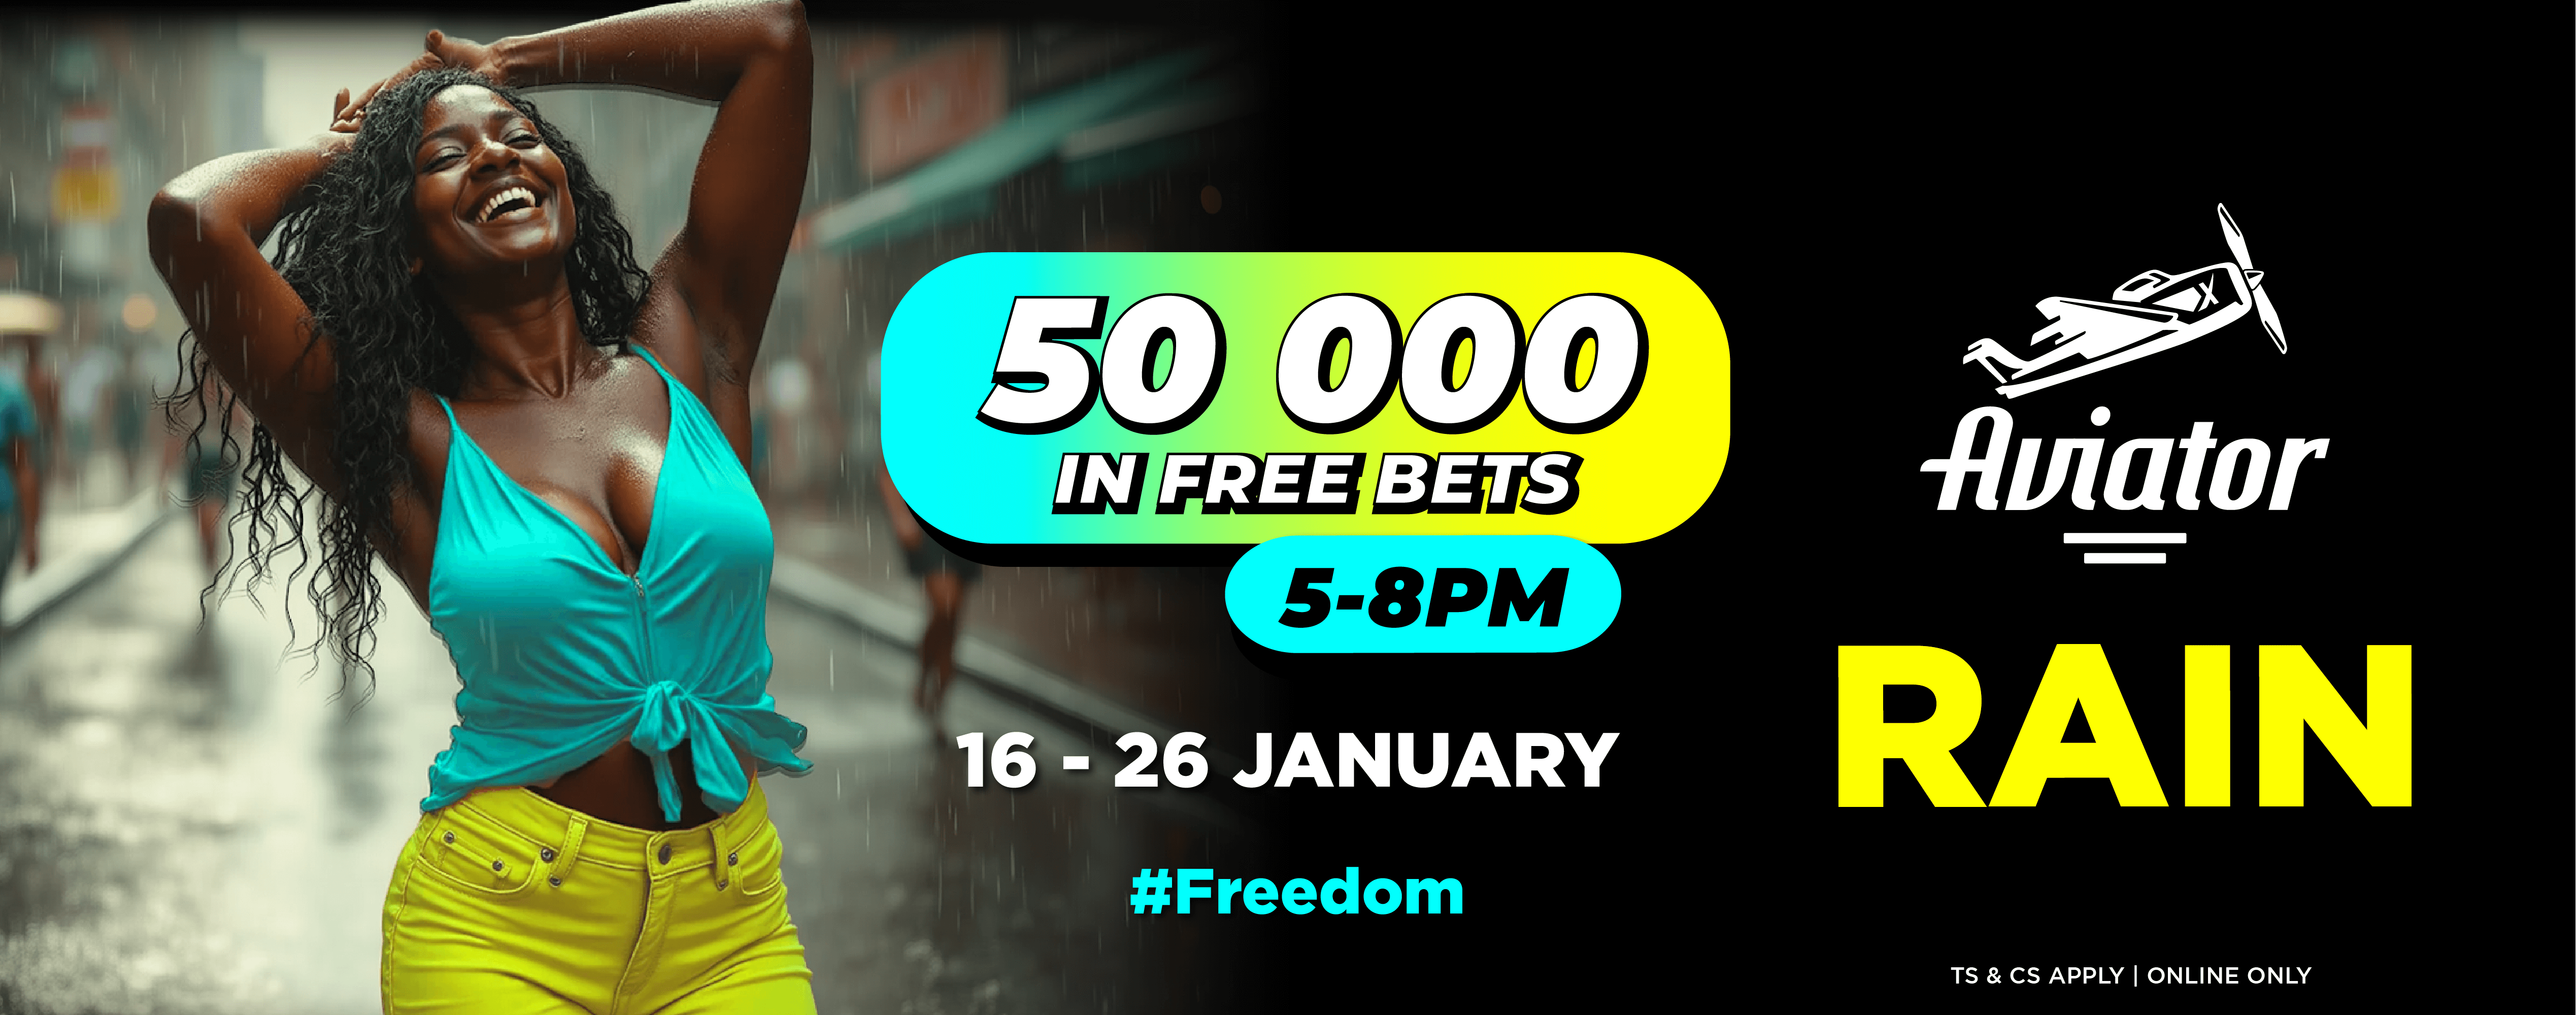 50 000
IN FREE BETS
5-8PM
16 - 26 JANUARY
#Freedom
Aviator
RAIN
TS & CS APPLY | ONLINE ONLY